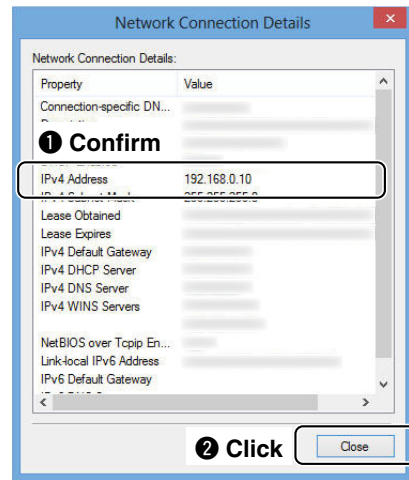 Network Connection Details
×
Network Connection Details:
Property Value
Connection-specific DN...
❶ Confirm
IPv4 Address 192.168.0.10
Lease Obtained
Lease Expires
IPv4 Default Gateway
IPv4 DHCP Server
IPv4 DNS Server
IPv4 WINS Servers
NetBIOS over Tcpip En...
Link-local IPv6 Address
IPv6 Default Gateway
❷ Click Close